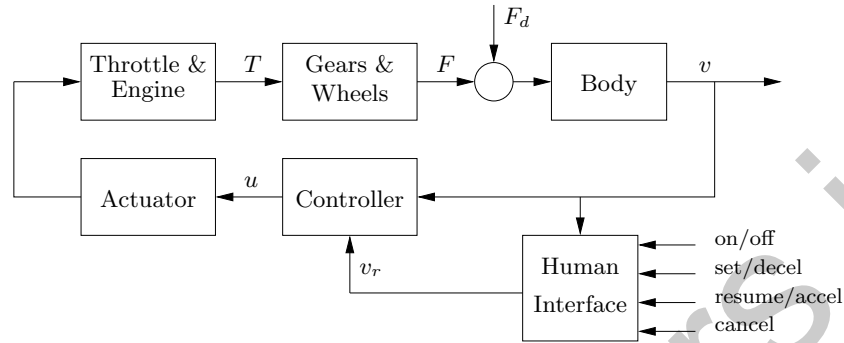 F_d
Throttle &
Engine
T
Gears &
Wheels
F
Body
v
Actuator
u
Controller
v_r
Human
Interface
on/off
set/decel
resume/accel
cancel